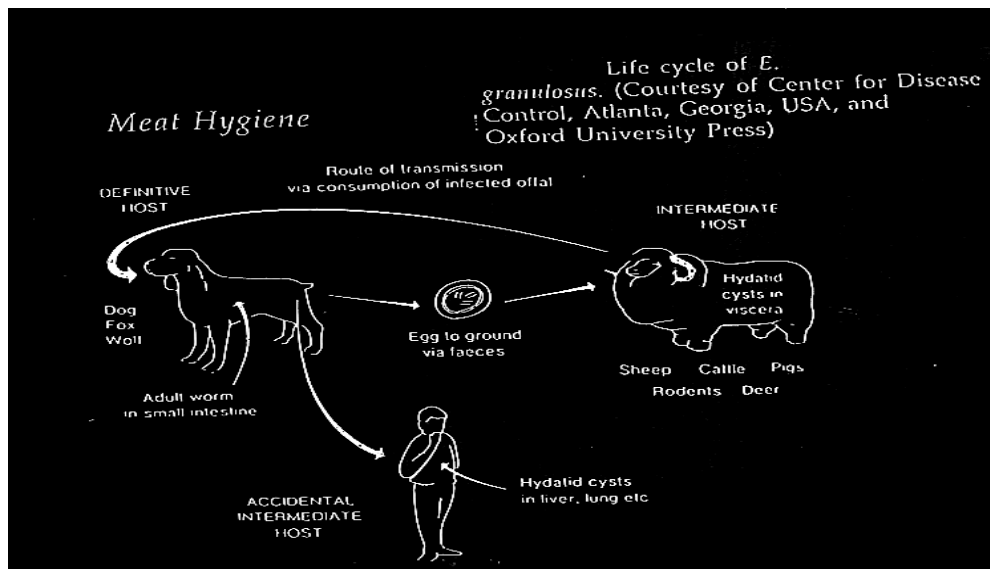 Life cycle of E.
granulosus. (Courtesy of Center for Disease
Control, Atlanta, Georgia, USA, and
Oxford University Press)
Meat Hygiene
Route of transmission
via consumption of infected offal
DEFINITIVE
HOST
INTERMEDIATE
HOST
Hydatid
cysts in
viscera
Dog
Fox
Wolf
Egg to ground
via faeces
Sheep Cattle Pigs
Rodents Deer
Adult worm
in small intestine
Hydatid cysts
in liver, lung etc
ACCIDENTAL
INTERMEDIATE
HOST